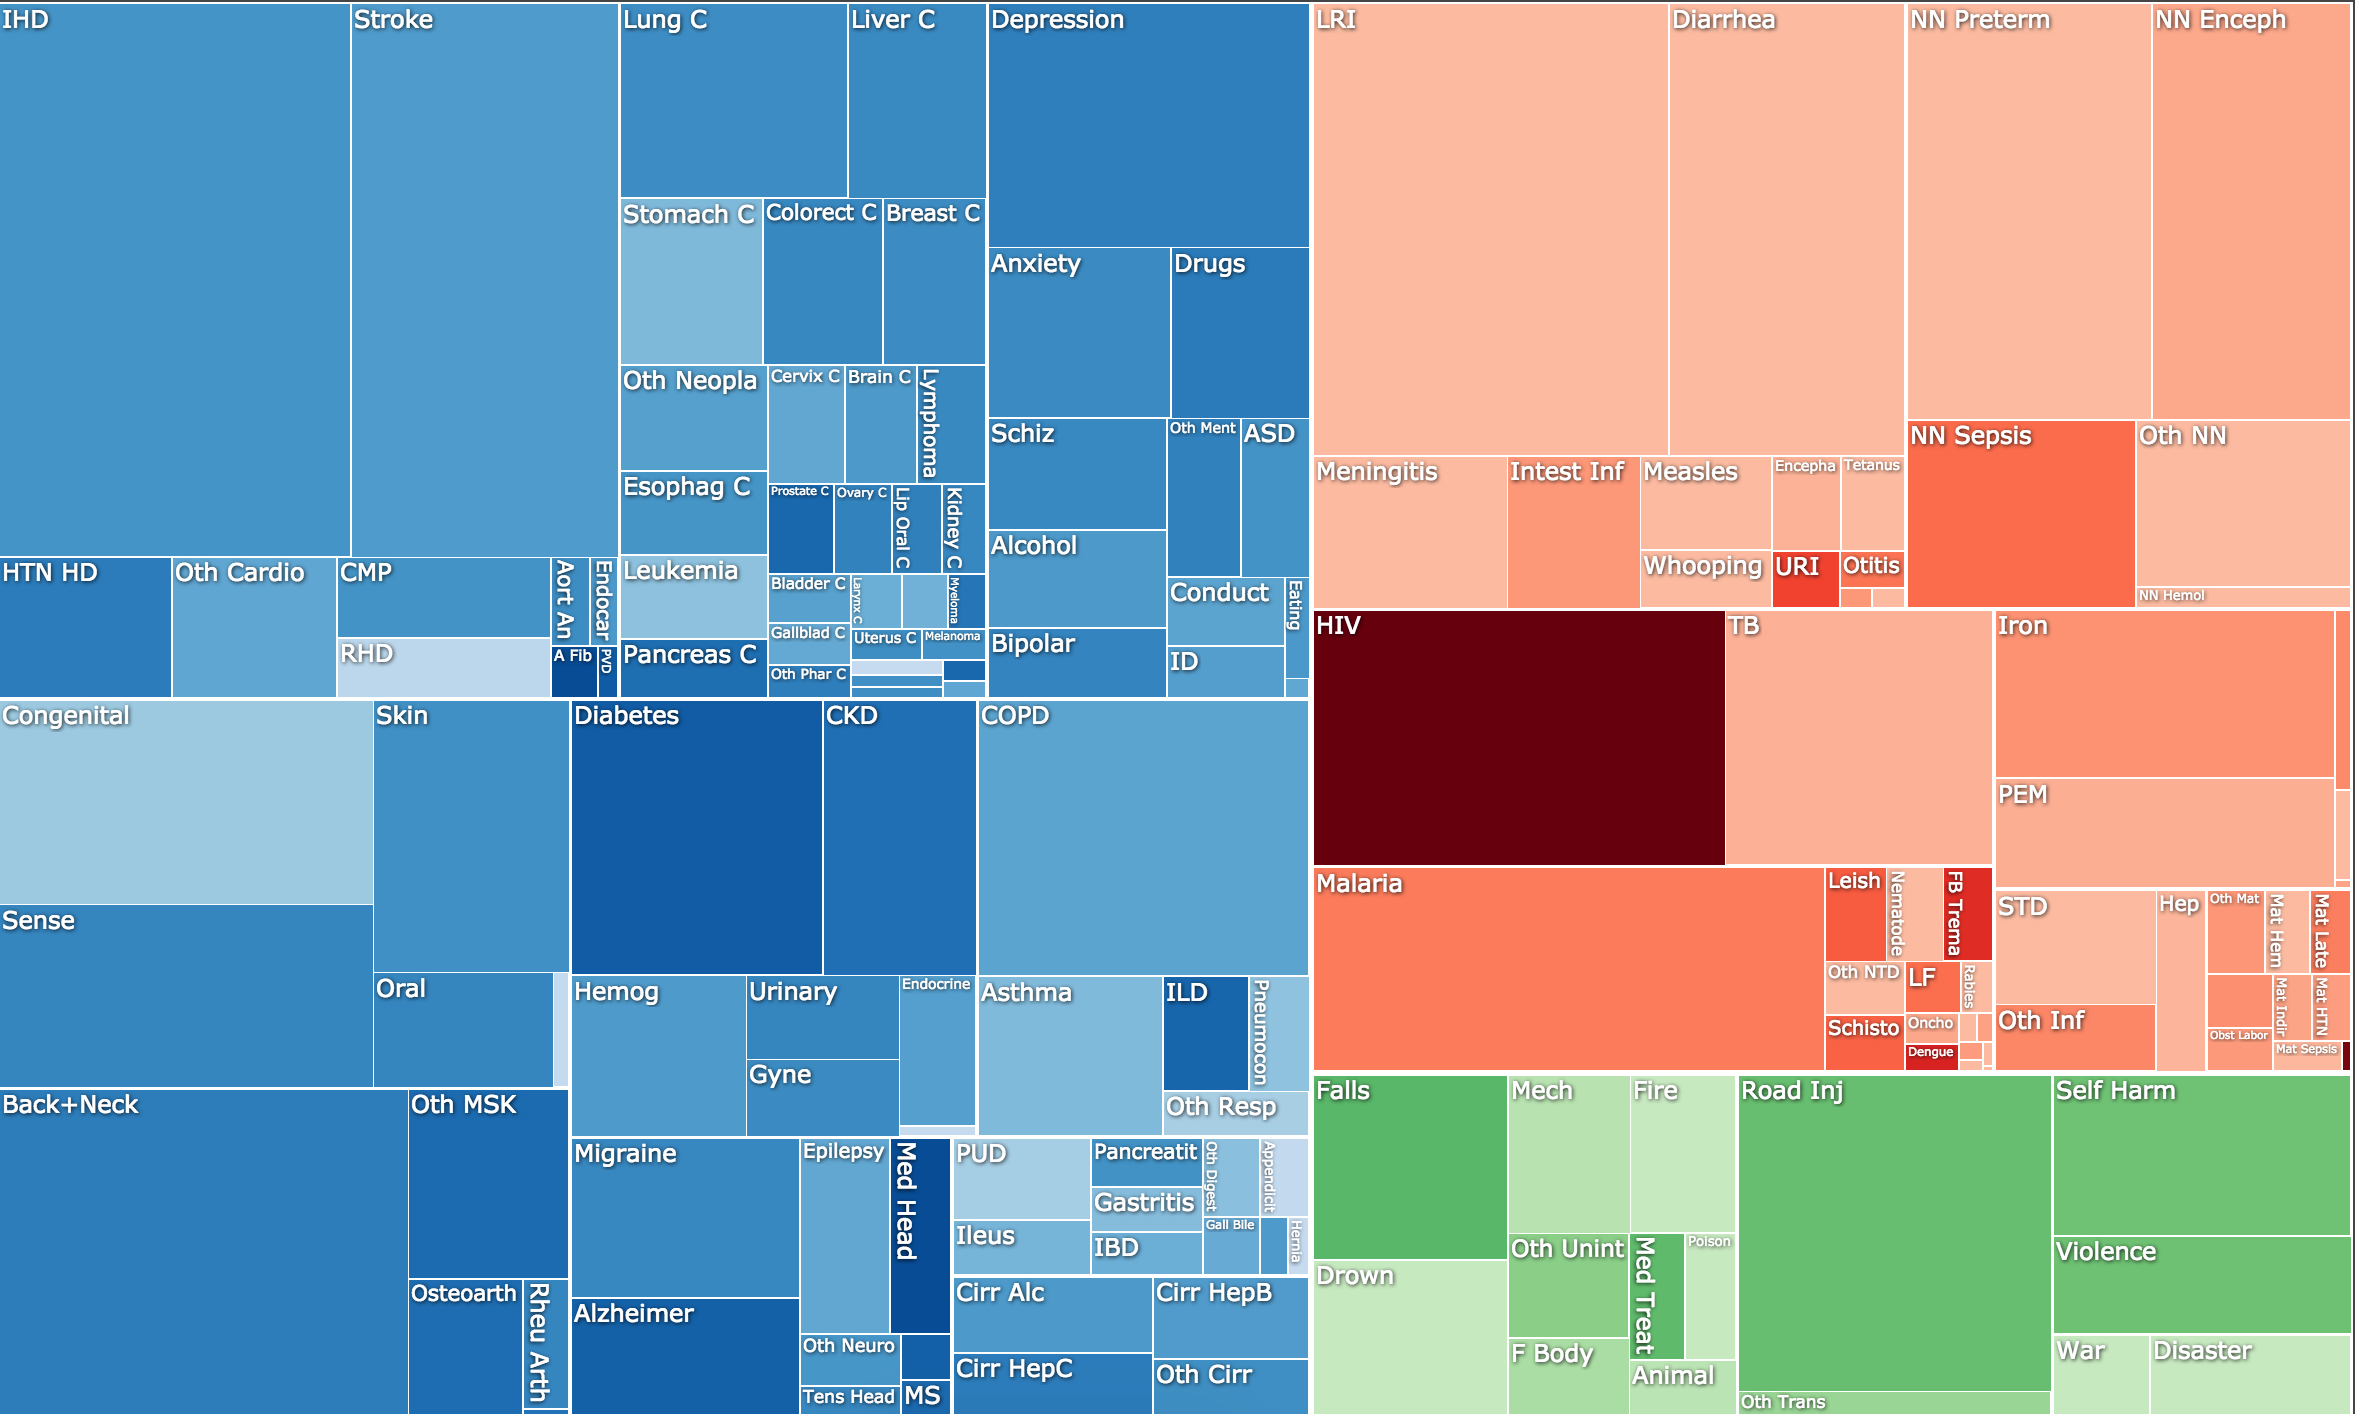 IHD
Stroke
HTN HD
Oth Cardio
CMP
RHD
Aort An
Endocar
A Fib
PVD
Lung C
Liver C
Stomach C
Colorect C
Breast C
Oth Neopla
Cervix C
Brain C
Lymphoma
Esophag C
Prostate C
Ovary C
Lip Oral C
Kidney C
Leukemia
Bladder C
Larynx C
Myeloma
Gallblad C
Uterus C
Melanoma
Pancreas C
Oth Phar C
Depression
Anxiety
Drugs
Schiz
Oth Ment
ASD
Alcohol
Conduct
Eating
Bipolar
ID
Congenital
Skin
Sense
Oral
Diabetes
CKD
Hemog
Urinary
Endocrine
Gyne
COPD
Asthma
ILD
Pneumocon
Oth Resp
Back+Neck
Oth MSK
Osteoarth
Rheu Arth
Migraine
Epilepsy
Med Head
Alzheimer
Oth Neuro
Tens Head
MS
PUD
Pancreatit
Oth Digest
Appendicit
Gastritis
Ileus
IBD
Gall Bile
Hernia
Cirr Alc
Cirr HepB
Cirr HepC
Oth Cirr
LRI
Diarrhea
Meningitis
Intest Inf
Measles
Encepha
Tetanus
Whooping
URI
Otitis
NN Preterm
NN Enceph
NN Sepsis
Oth NN
NN Hemol
HIV
TB
Iron
PEM
Malaria
Leish
Nematode
FB Trema
Oth NTD
LF
Rabies
Schisto
Oncho
Dengue
STD
Hep
Oth Inf
Oth Mat
Mat Hem
Mat Late
Mat Indir
Mat HTN
Obst Labor
Mat Sepsis
Falls
Mech
Fire
Drown
Oth Unint
Med Treat
Poison
F Body
Animal
Road Inj
Oth Trans
Self Harm
Violence
War
Disaster